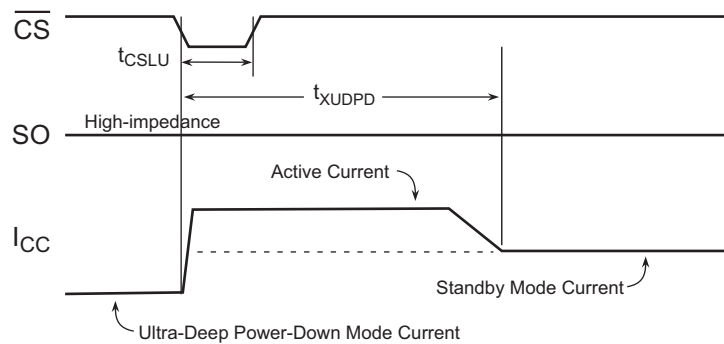 CS
tCSLU
tXUDPD
High-impedance
SO
Active Current
ICC
Standby Mode Current
Ultra-Deep Power-Down Mode Current